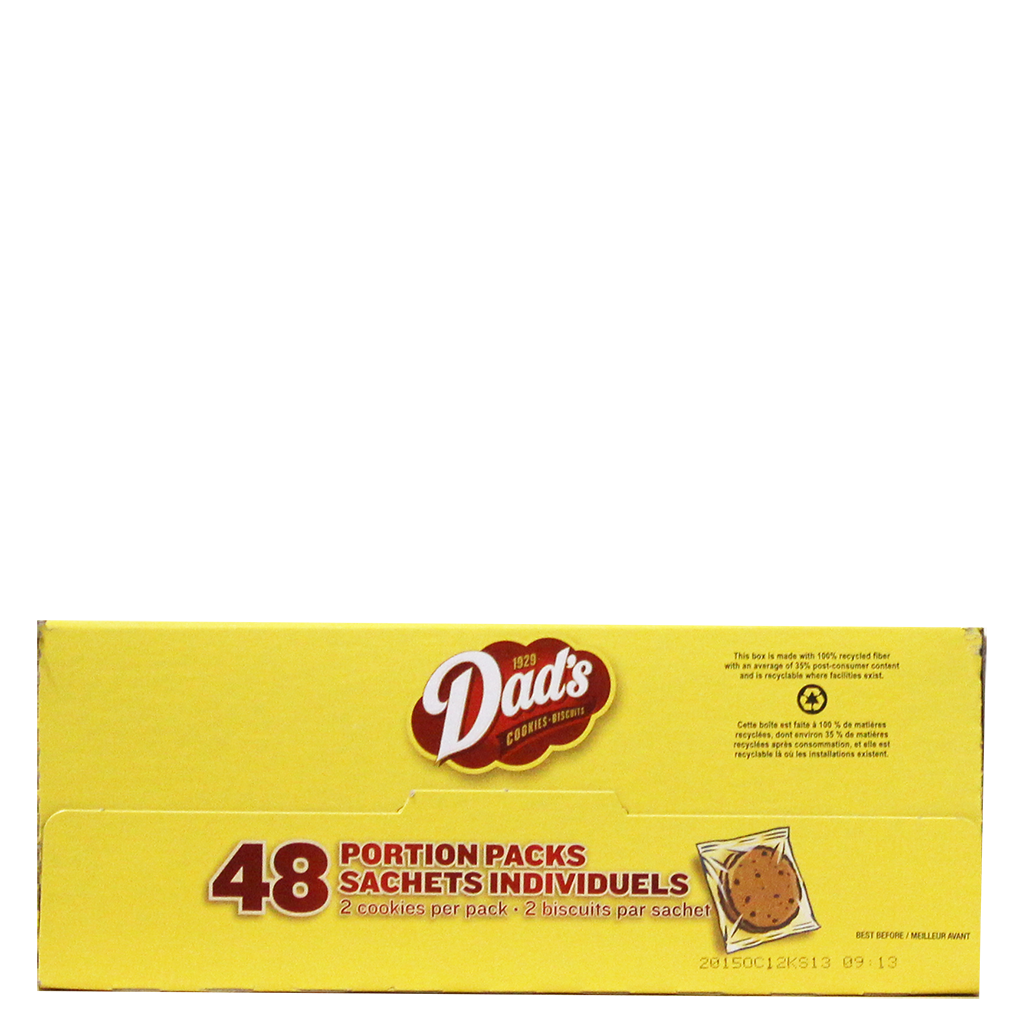 1929
Dad's
COOKIES • BISCUITS
This box is made with 100% recycled fiber
with an average of 35% post-consumer content
and is recyclable where facilities exist.
Cette boîte est faite à 100 % de matières
recyclées, dont environ 35 % de matières
recyclées après consommation, et elle est
recyclable là où les installations existent.
48 PORTION PACKS
SACHETS INDIVIDUELS
2 cookies per pack · 2 biscuits par sachet
BEST BEFORE / MEILLEUR AVANT
2015OC12KS13 09:13